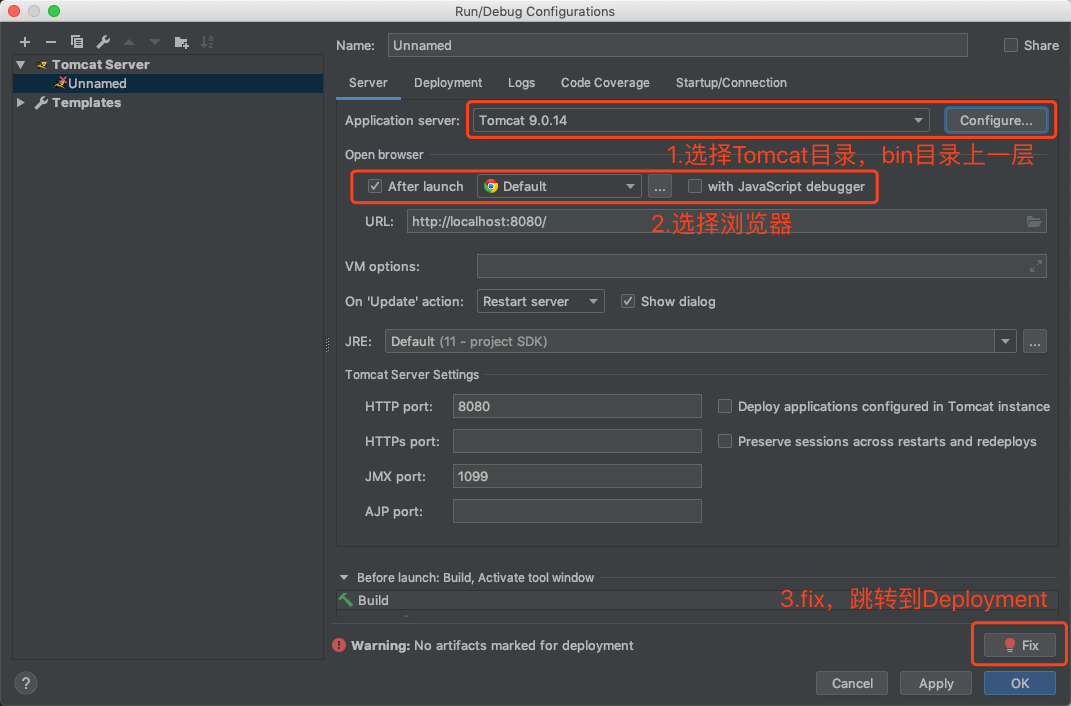 Run/Debug Configurations
Name: Unnamed Share
Tomcat Server
Unnamed
Templates
Server Deployment Logs Code Coverage Startup/Connection
Application server: Tomcat 9.0.14 Configure...
1.选择Tomcat目录，bin目录上一层
Open browser
After launch Default ... with JavaScript debugger
URL: http://localhost:8080/
2.选择浏览器
VM options:
On 'Update' action: Restart server Show dialog
JRE: Default (11 - project SDK) ...
Tomcat Server Settings
HTTP port: 8080 Deploy applications configured in Tomcat instance
HTTPs port: Preserve sessions across restarts and redeploys
JMX port: 1099
AJP port:
Before launch: Build, Activate tool window
Build
3.fix，跳转到Deployment
Warning: No artifacts marked for deployment Fix
? Cancel Apply OK